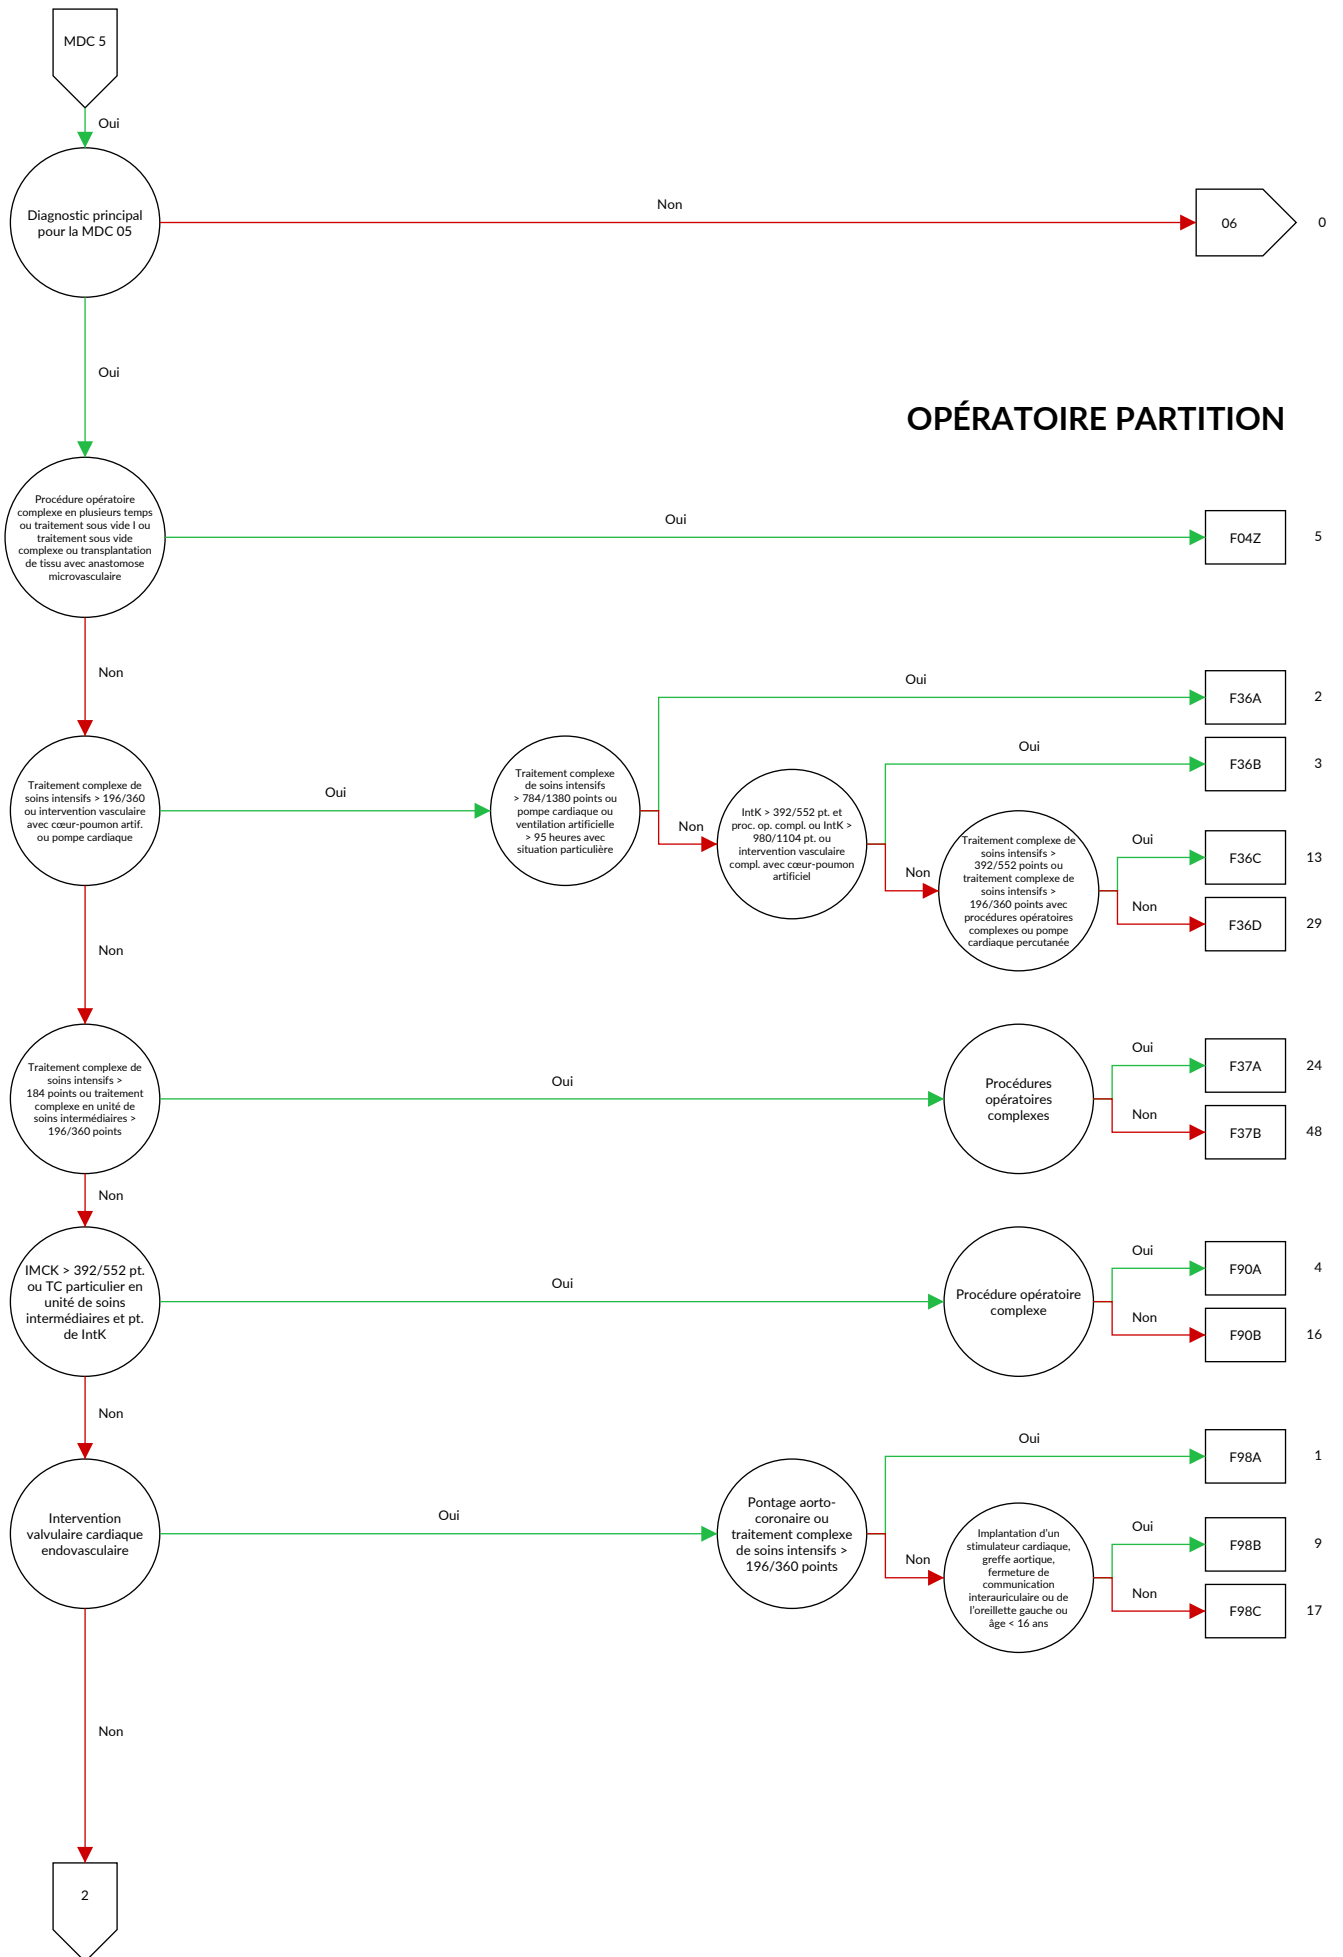 MDC 5
Oui
Diagnostic principal
pour la MDC 05
Non
06
0
Oui
OPÉRATOIRE PARTITION
Procédure opératoire
complexe en plusieurs temps
ou traitement sous vide I ou
traitement sous vide
complexe ou transplantation
de tissu avec anastomose
microvasculaire
Oui
F04Z
5
Non
Traitement complexe de
soins intensifs > 196/360
ou intervention vasculaire
avec cœur-poumon artif.
ou pompe cardiaque
Oui
Traitement complexe
de soins intensifs
> 784/1380 points ou
pompe cardiaque ou
ventilation artificielle
> 95 heures avec
situation particulière
Oui
F36A
2
Non
IntK > 392/552 pt. et
proc. op. compl. ou IntK >
980/1104 pt. ou
intervention vasculaire
compl. avec cœur-poumon
artificiel
Oui
F36B
3
Non
Traitement complexe de
soins intensifs >
392/552 points ou
traitement complexe de
soins intensifs >
196/360 points avec
procédures opératoires
complexes ou pompe
cardiaque percutanée
Oui
F36C
13
Non
F36D
29
Non
Traitement complexe de
soins intensifs >
184 points ou traitement
complexe en unité de
soins intermédiaires >
196/360 points
Oui
Procédures
opératoires
complexes
Oui
F37A
24
Non
F37B
48
Non
IMCK > 392/552 pt.
ou TC particulier en
unité de soins
intermédiaires et pt.
de IntK
Oui
Procédure opératoire
complexe
Oui
F90A
4
Non
F90B
16
Non
Intervention
valvulaire cardiaque
endovasculaire
Oui
Pontage aorto-
coronaire ou
traitement complexe
de soins intensifs >
196/360 points
Oui
F98A
1
Non
Implantation d'un
stimulateur cardiaque,
greffe aortique,
fermeture de
communication
interauriculaire ou de
l'oreillette gauche ou
âge < 16 ans
Oui
F98B
9
Non
F98C
17
Non
2